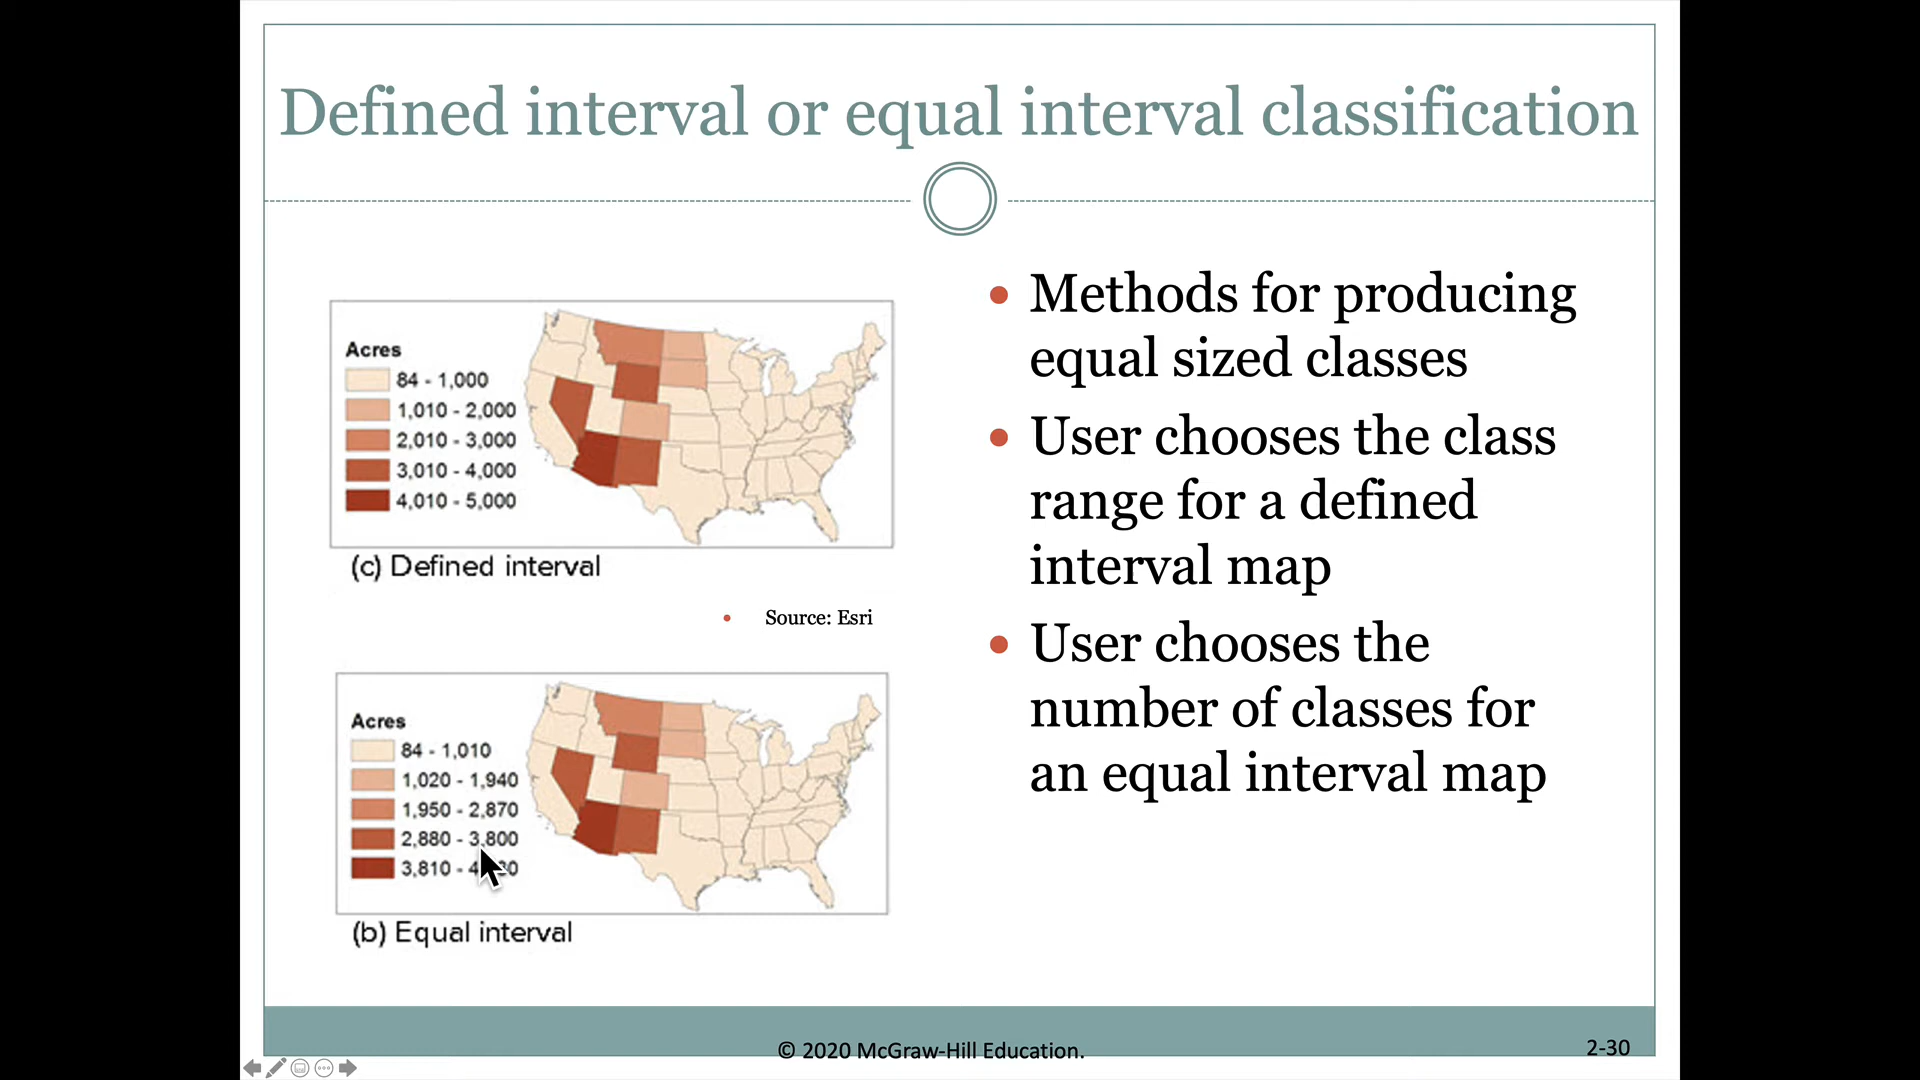 Defined interval or equal interval classification
Acres
84 - 1,000
1,010 - 2,000
2,010 - 3,000
3,010 - 4,000
4,010 - 5,000
(c) Defined interval
• Source: Esri
Acres
84 - 1,010
1,020 - 1,940
1,950 - 2,870
2,880 - 3,800
3,810 -
(b) Equal interval
• Methods for producing
equal sized classes
• User chooses the class
range for a defined
interval map
• User chooses the
number of classes for
an equal interval map
© 2020 McGraw-Hill Education.
2-30